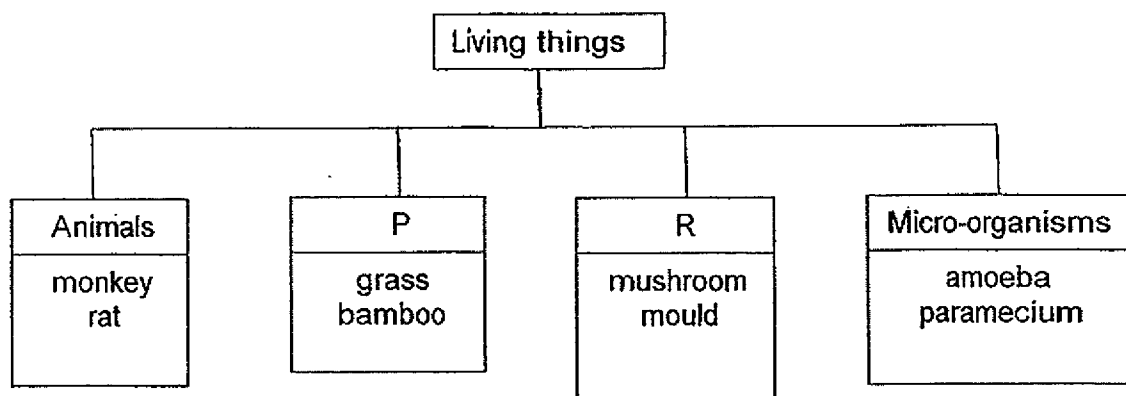 Living things
Animals
monkey
rat
P
grass
bamboo
R
mushroom
mould
Micro-organisms
amoeba
paramecium